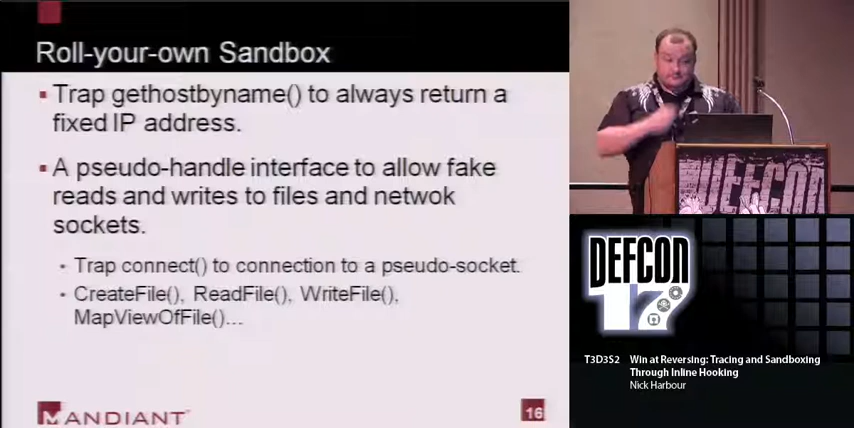 Roll-your-own Sandbox
▪ Trap gethostbyname() to always return a
fixed IP address.
▪ A pseudo-handle interface to allow fake
reads and writes to files and netwok
sockets.
• Trap connect() to connection to a pseudo-socket.
• CreateFile(), ReadFile(), WriteFile(),
MapViewOfFile()...
MANDIANT
16
DEFCON
DEFCON
17
T3D3S2 Win at Reversing: Tracing and Sandboxing
Through Inline Hooking
Nick Harbour